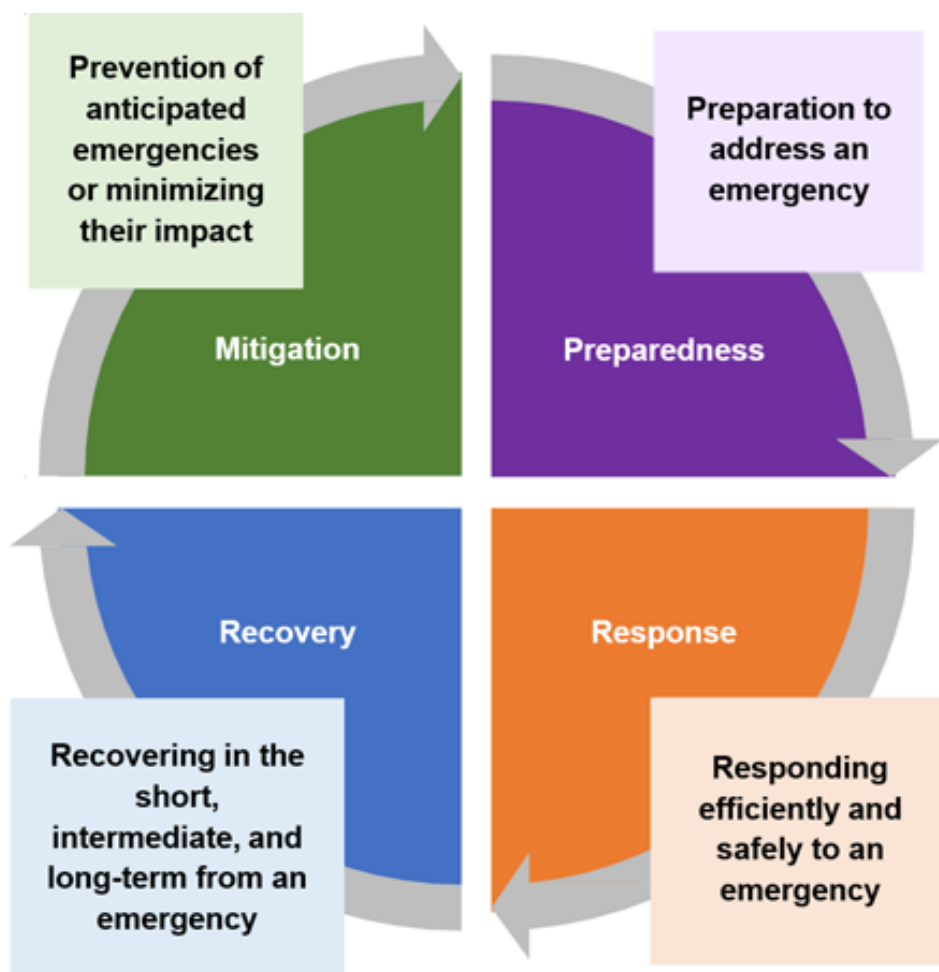 Prevention of
anticipated
emergencies
or minimizing
their impact
Mitigation
Preparation to
address an
emergency
Preparedness
Recovery
Recovering in the
short,
intermediate, and
long-term from an
emergency
Response
Responding
efficiently and
safely to an
emergency